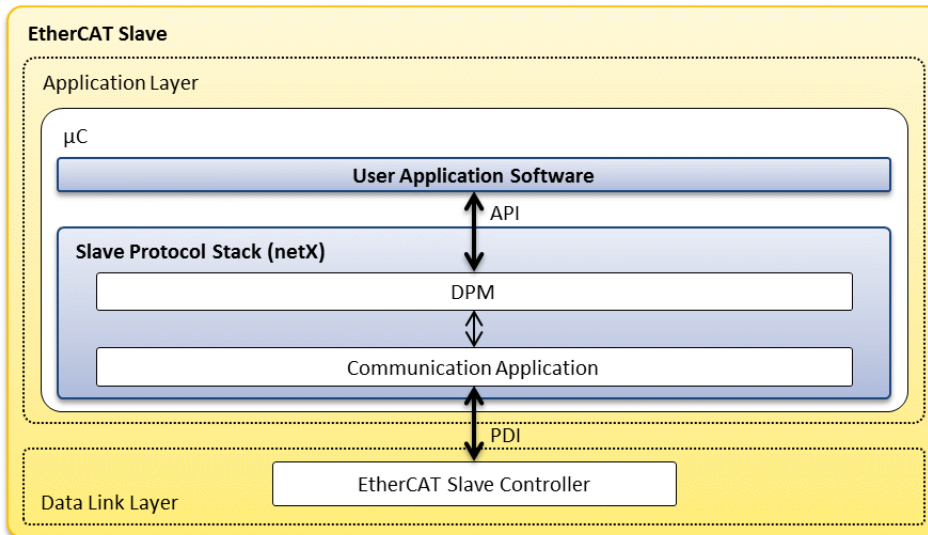 EtherCAT Slave
Application Layer
µC
User Application Software
API
Slave Protocol Stack (netX)
DPM
Communication Application
PDI
EtherCAT Slave Controller
Data Link Layer